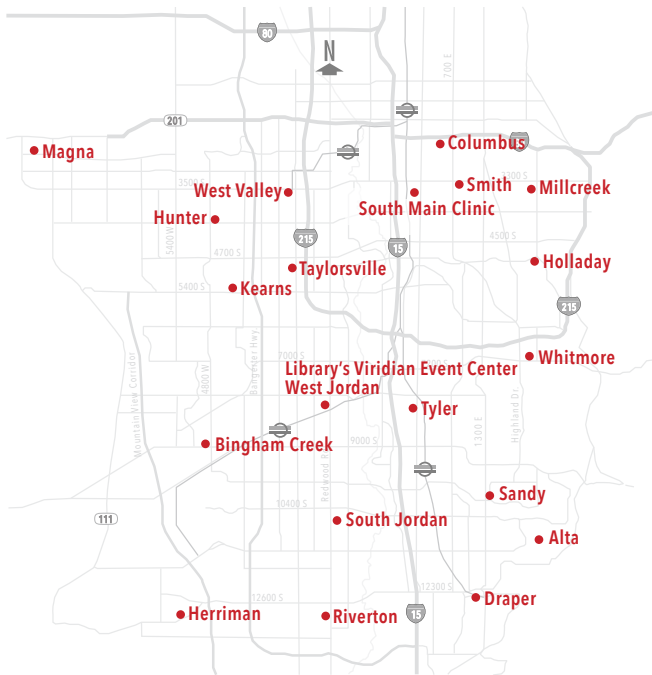 80
N
700 E
201
Columbus
Magna
3300 S
3500 S
Smith
West Valley
Millcreek
South Main Clinic
Hunter
5400 W
215
4500 S
15
4700 S
Holladay
Taylorsville
5400 S
Kearns
215
7000 S
Whitmore
Library's Viridian Event Center
West Jordan
Mountain View Corridor
4800 W
Bangerter Hwy.
Highland Dr.
1300 E
Tyler
9000 S
Bingham Creek
Redwood
Sandy
10400 S
111
South Jordan
Alta
12300 S
Draper
12600 S
Herriman
Riverton
15